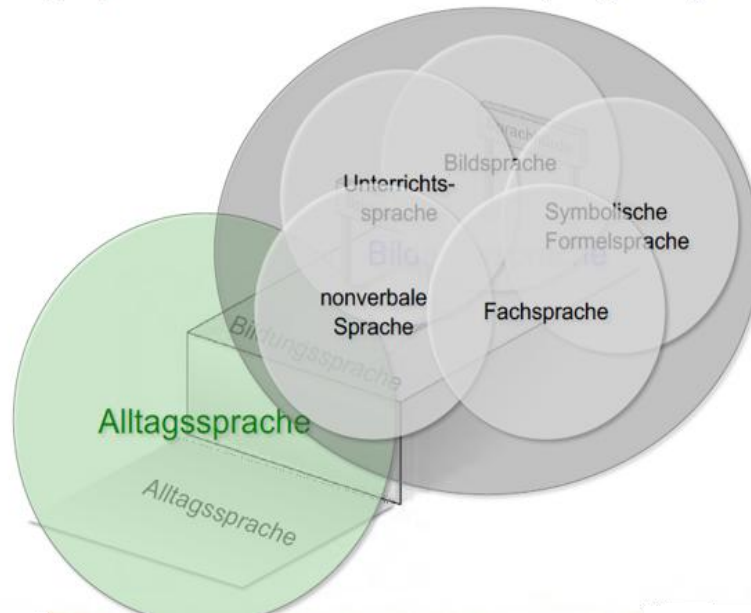 Bildsprache
Unterrichts-
sprache
Symbolische
Formelsprache
nonverbale
Sprache
Fachsprache
Bildungssprache
Alltagssprache
Alltagssprache